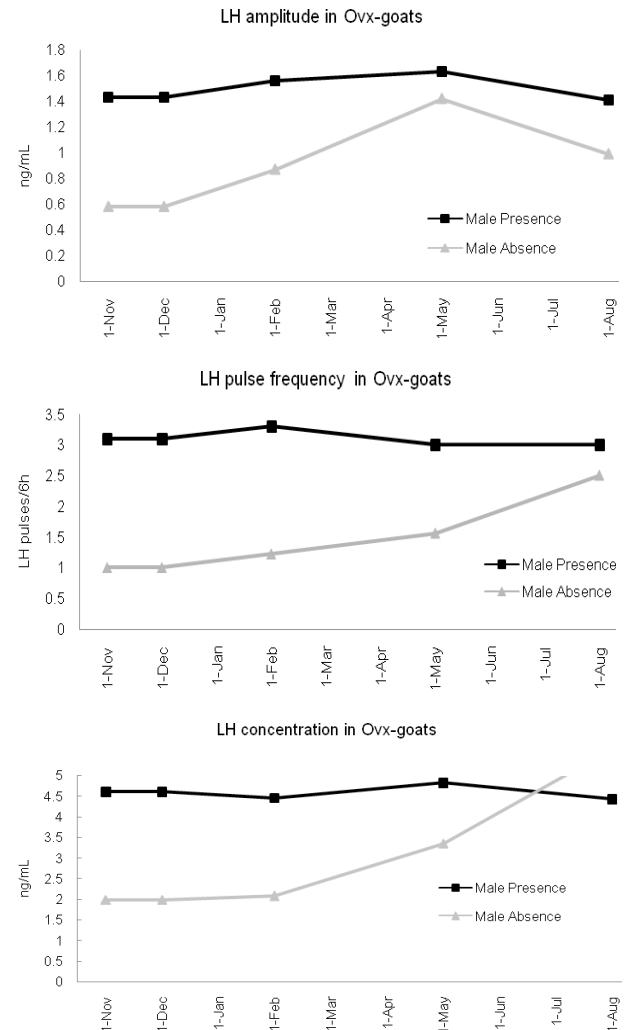 LH amplitude in Ovx-goats
1.8
1.6
1.4
1.2
1
0.8
0.6
0.4
0.2
0
ng/mL
Male Presence
Male Absence
1-Nov 1-Dec 1-Jan 1-Feb 1-Mar 1-Apr 1-May 1-Jun 1-Jul 1-Aug
LH pulse frequency in Ovx-goats
3.5
3
2.5
2
1.5
1
0.5
0
LH pulses/6h
Male Presence
Male Absence
1-Nov 1-Dec 1-Jan 1-Feb 1-Mar 1-Apr 1-May 1-Jun 1-Jul 1-Aug
LH concentration in Ovx-goats
5
4.5
4
3.5
3
2.5
2
1.5
1
0.5
0
ng/mL
Male Presence
Male Absence
1-Nov 1-Dec 1-Jan 1-Feb 1-Mar 1-Apr 1-May 1-Jun 1-Jul 1-Aug